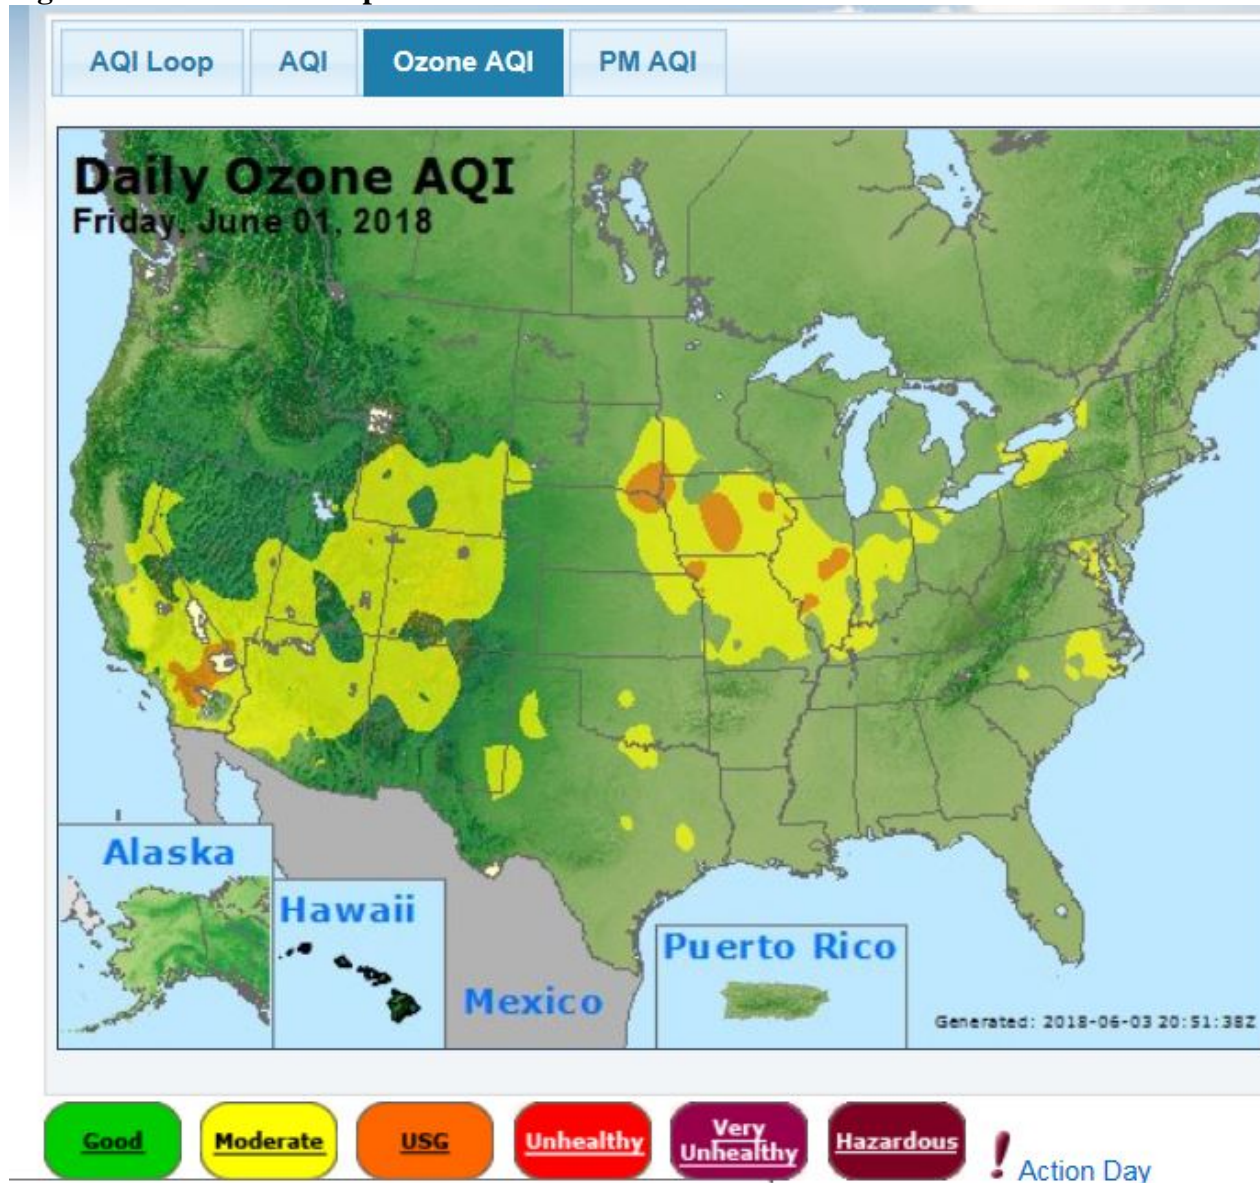 AQI Loop AQI Ozone AQI PM AQI
Daily Ozone AQI
Friday, June 01, 2018
Alaska
Hawaii
Mexico
Puerto Rico
Generated: 2018-06-03 20:51:38Z
Good Moderate USG Unhealthy Very Unhealthy Hazardous ! Action Day